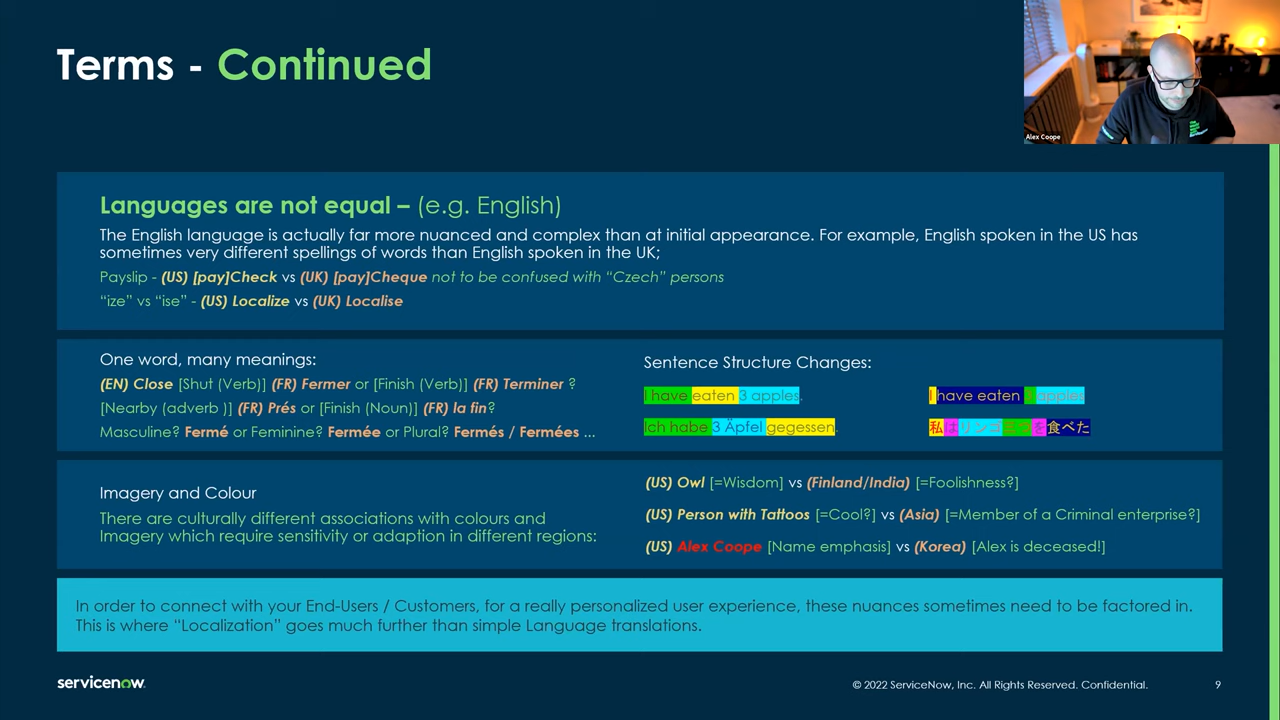 Terms - Continued
Alex Coope
Languages are not equal – (e.g. English)
The English language is actually far more nuanced and complex than at initial appearance. For example, English spoken in the US has
sometimes very different spellings of words than English spoken in the UK;
Payslip - (US) [pay]Check vs (UK) [pay]Cheque not to be confused with “Czech” persons
“ize” vs “ise” - (US) Localize vs (UK) Localise
One word, many meanings:
(EN) Close [Shut (Verb)] (FR) Fermer or [Finish (Verb)] (FR) Terminer ?
[Nearby (adverb )] (FR) Prés or [Finish (Noun)] (FR) la fin?
Masculine? Fermé or Feminine? Fermée or Plural? Fermés / Fermées ...
Sentence Structure Changes:
I have eaten 3 apples.
Ich habe 3 Äpfel gegessen.
I have eaten 3 apples
私はリンゴを食べた
Imagery and Colour
There are culturally different associations with colours and
Imagery which require sensitivity or adaption in different regions:
(US) Owl [=Wisdom] vs (Finland/India) [=Foolishness?]
(US) Person with Tattoos [=Cool?] vs (Asia) [=Member of a Criminal enterprise?]
(US) Alex Coope [Name emphasis] vs (Korea) [Alex is deceased!]
In order to connect with your End-Users / Customers, for a really personalized user experience, these nuances sometimes need to be factored in.
This is where “Localization” goes much further than simple Language translations.
servicenow
© 2022 ServiceNow, Inc. All Rights Reserved. Confidential.
9